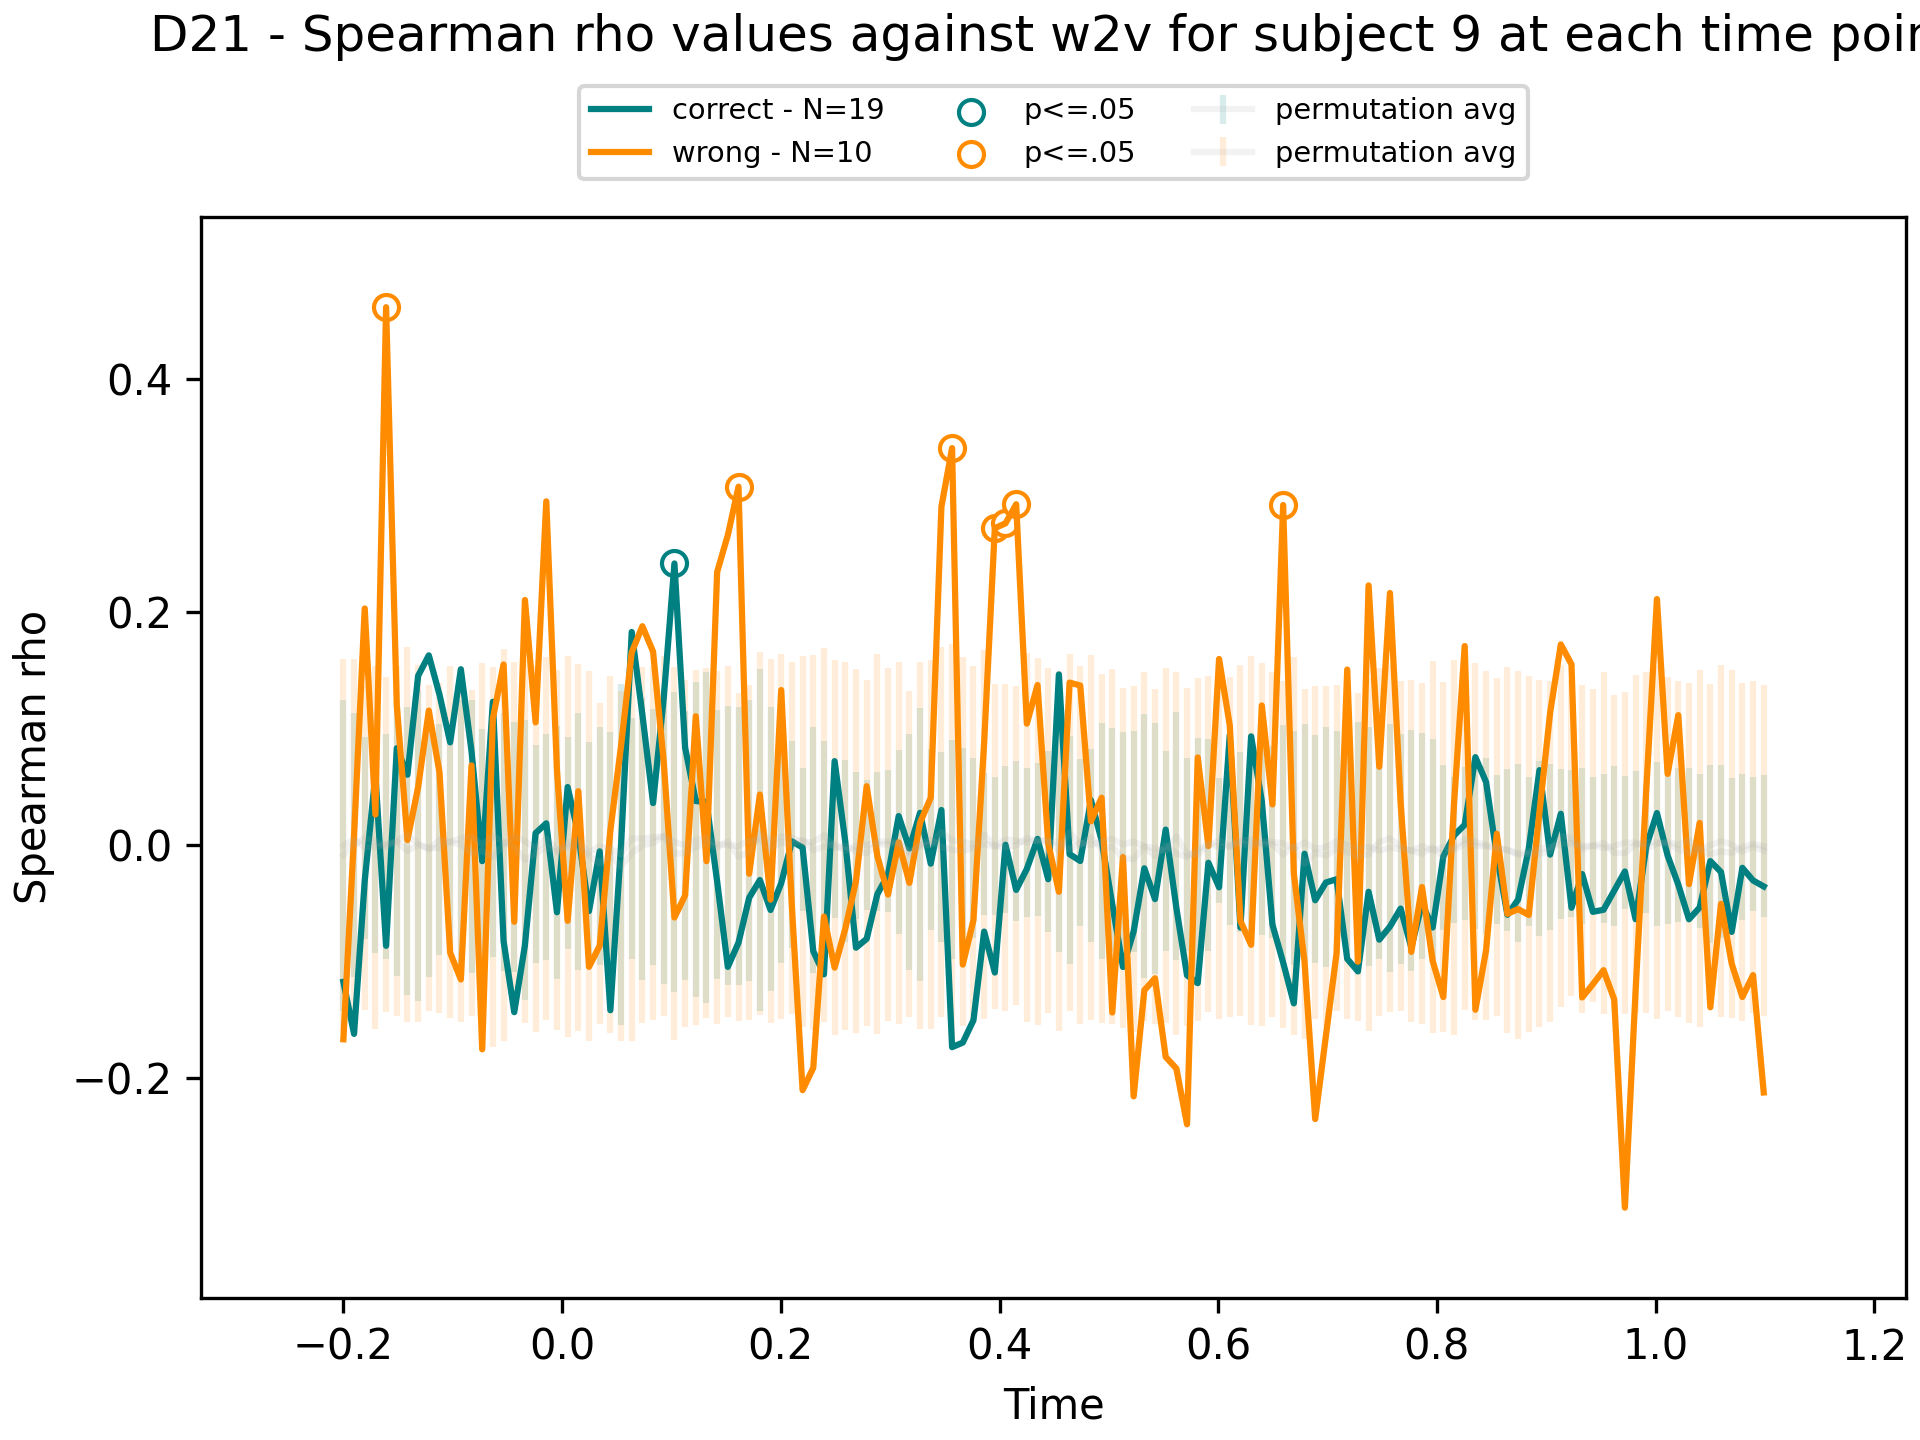 D21 - Spearman rho values against w2v for subject 9 at each time
correct - N=19 p<=.05 permutation avg
wrong - N=10 p<=.05 permutation avg
0.4
0.2
0.0
−0.2
Spearman rho
−0.2 0.0 0.2 0.4 0.6 0.8 1.0 1.2
Time